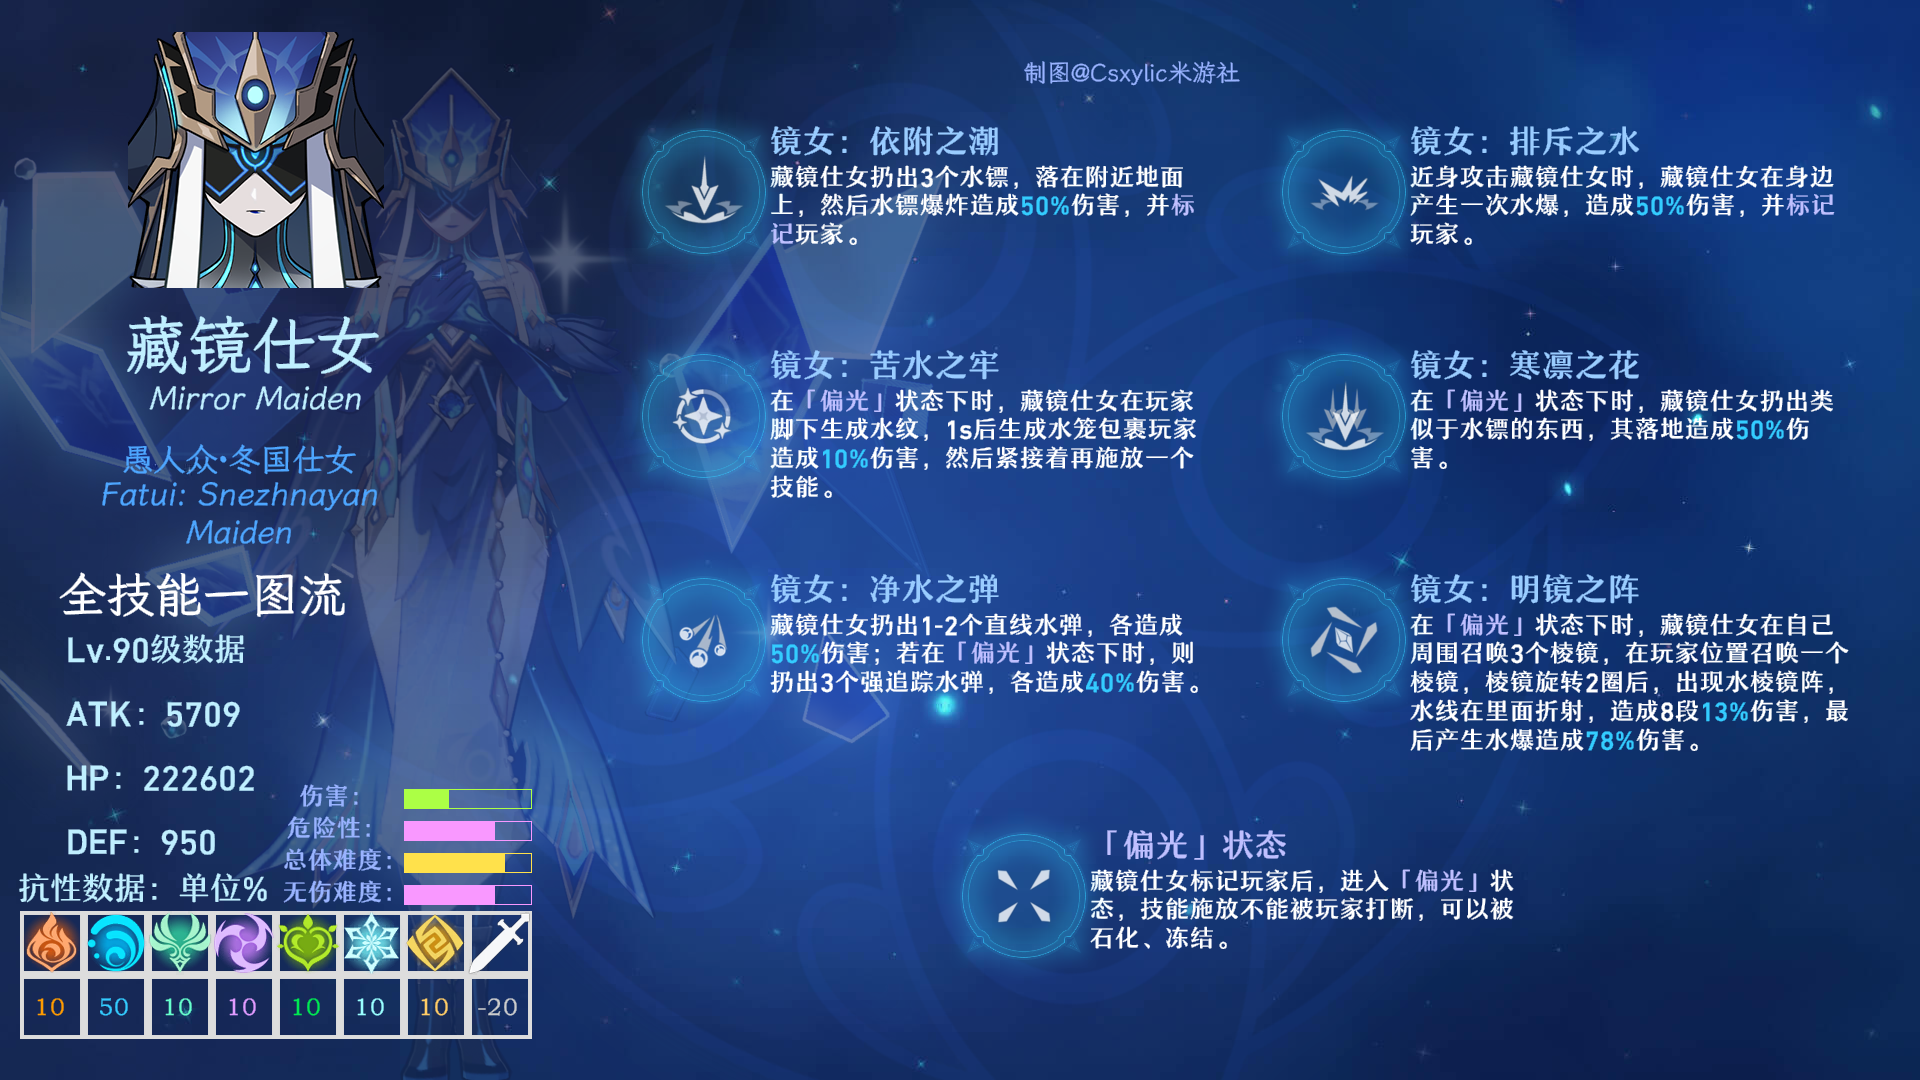 制图@Csxylic米游社
藏镜仕女
Mirror Maiden
愚人众·冬国仕女
Fatui: Snezhnayan
Maiden
全技能一图流
Lv.90级数据
ATK：5709
HP：222602
DEF：950
伤害：
危险性：
总体难度：
无伤难度：
抗性数据：单位%
10 50 10 10 10 10 10 -20
镜女：依附之潮
藏镜仕女扔出3个水镖，落在附近地面
上，然后水镖爆炸造成50%伤害，并标
记玩家。
镜女：排斥之水
近身攻击藏镜仕女时，藏镜仕女在身边
产生一次水爆，造成50%伤害，并标记
玩家。
镜女：苦水之牢
在「偏光」状态下时，藏镜仕女在玩家
脚下生成水纹，1s后生成水笼包裹玩家
造成10%伤害，然后紧接着再施放一个
技能。
镜女：寒凛之花
在「偏光」状态下时，藏镜仕女扔出类
似于水镖的东西，其落地造成50%伤
害。
镜女：净水之弹
藏镜仕女扔出1-2个直线水弹，各造成
50%伤害；若在「偏光」状态下时，则
扔出3个强追踪水弹，各造成40%伤害。
镜女：明镜之阵
在「偏光」状态下时，藏镜仕女在自己
周围召唤3个棱镜，在玩家位置召唤一个
棱镜，棱镜旋转2圈后，出现水棱镜阵，
水线在里面折射，造成8段13%伤害，最
后产生水爆造成78%伤害。
「偏光」状态
藏镜仕女标记玩家后，进入「偏光」状
态，技能施放不能被玩家打断，可以被
石化、冻结。